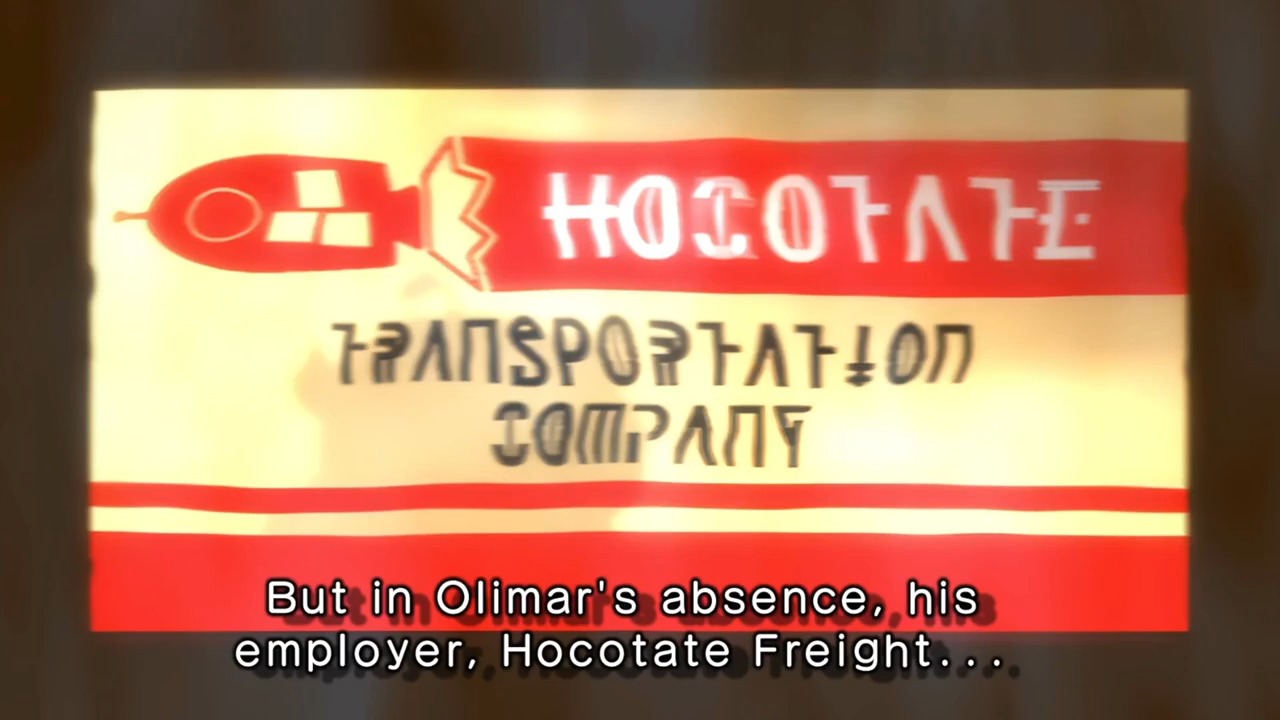 HOCOTATE
TRANSPORTATION
COMPANY
But in Olimar's absence, his
employer, Hocotate Freight...